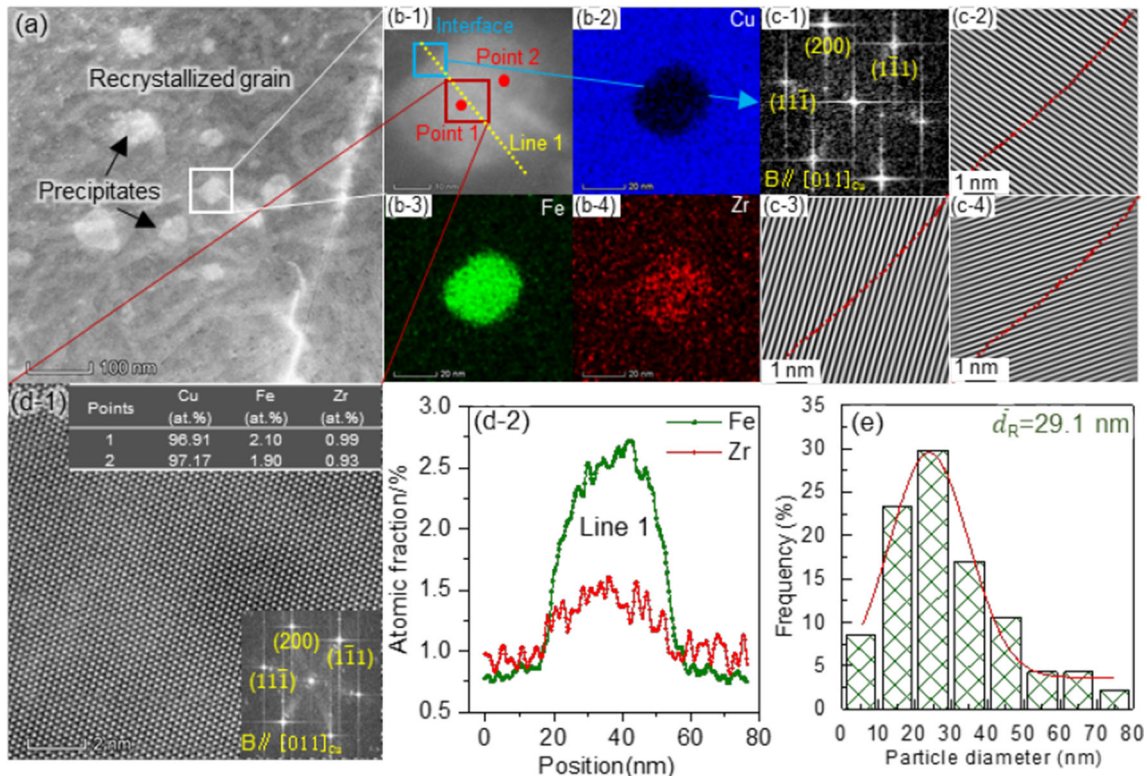 (a)
Recrystallized grain
Precipitates
100 nm
(b-1)
Interface
Point 2
Point 1
Line 1
10 nm
(b-2)
Cu
20 nm
(b-3)
Fe
20 nm
(b-4)
Zr
20 nm
(c-1)
(200)
(1̄1̄1)
(111̄)
B// [011]Cu
(c-2)
1 nm
(c-3)
1 nm
(c-4)
1 nm
(d-1)
Points Cu (at.%) Fe (at.%) Zr (at.%)
1 96.91 2.10 0.99
2 97.17 1.90 0.93
(200)
(1̄1̄1)
(111̄)
B// [011]Cu
2 nm
(d-2)
Fe
Zr
Line 1
Atomic fraction/%
3.0
2.5
2.0
1.5
1.0
0.5
0 20 40 60 80
Position(nm)
(e)
d̄R=29.1 nm
Frequency (%)
35
30
25
20
15
10
5
0
0 10 20 30 40 50 60 70 80
Particle diameter (nm)